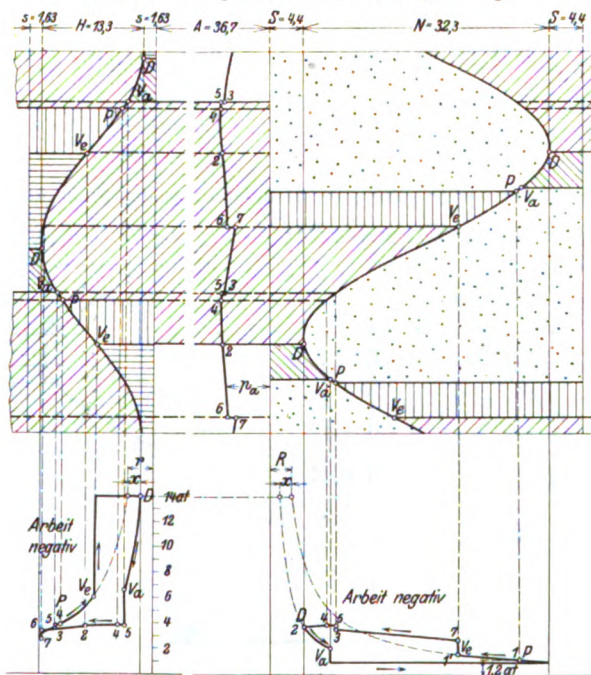 s=1,63 H=13,3 s=1,63 A=36,7 S=4,4 N=32,3 S=4,4
D
Va
p
Ve
D
Va
p
Ve
5 3
4
2
6 7
5 3
4
2
ra
6 7
D
p
Va
Ve
D
Va
p
Ve
r
x
D 14at
12
10
8
6
4
2
Arbeit
negativ
Ve
Va
P
5 4
6 3 2 4 5
7
R
x
Arbeit negativ
D 4
2
Va
7
Ve
1' 1 p
1,2 at